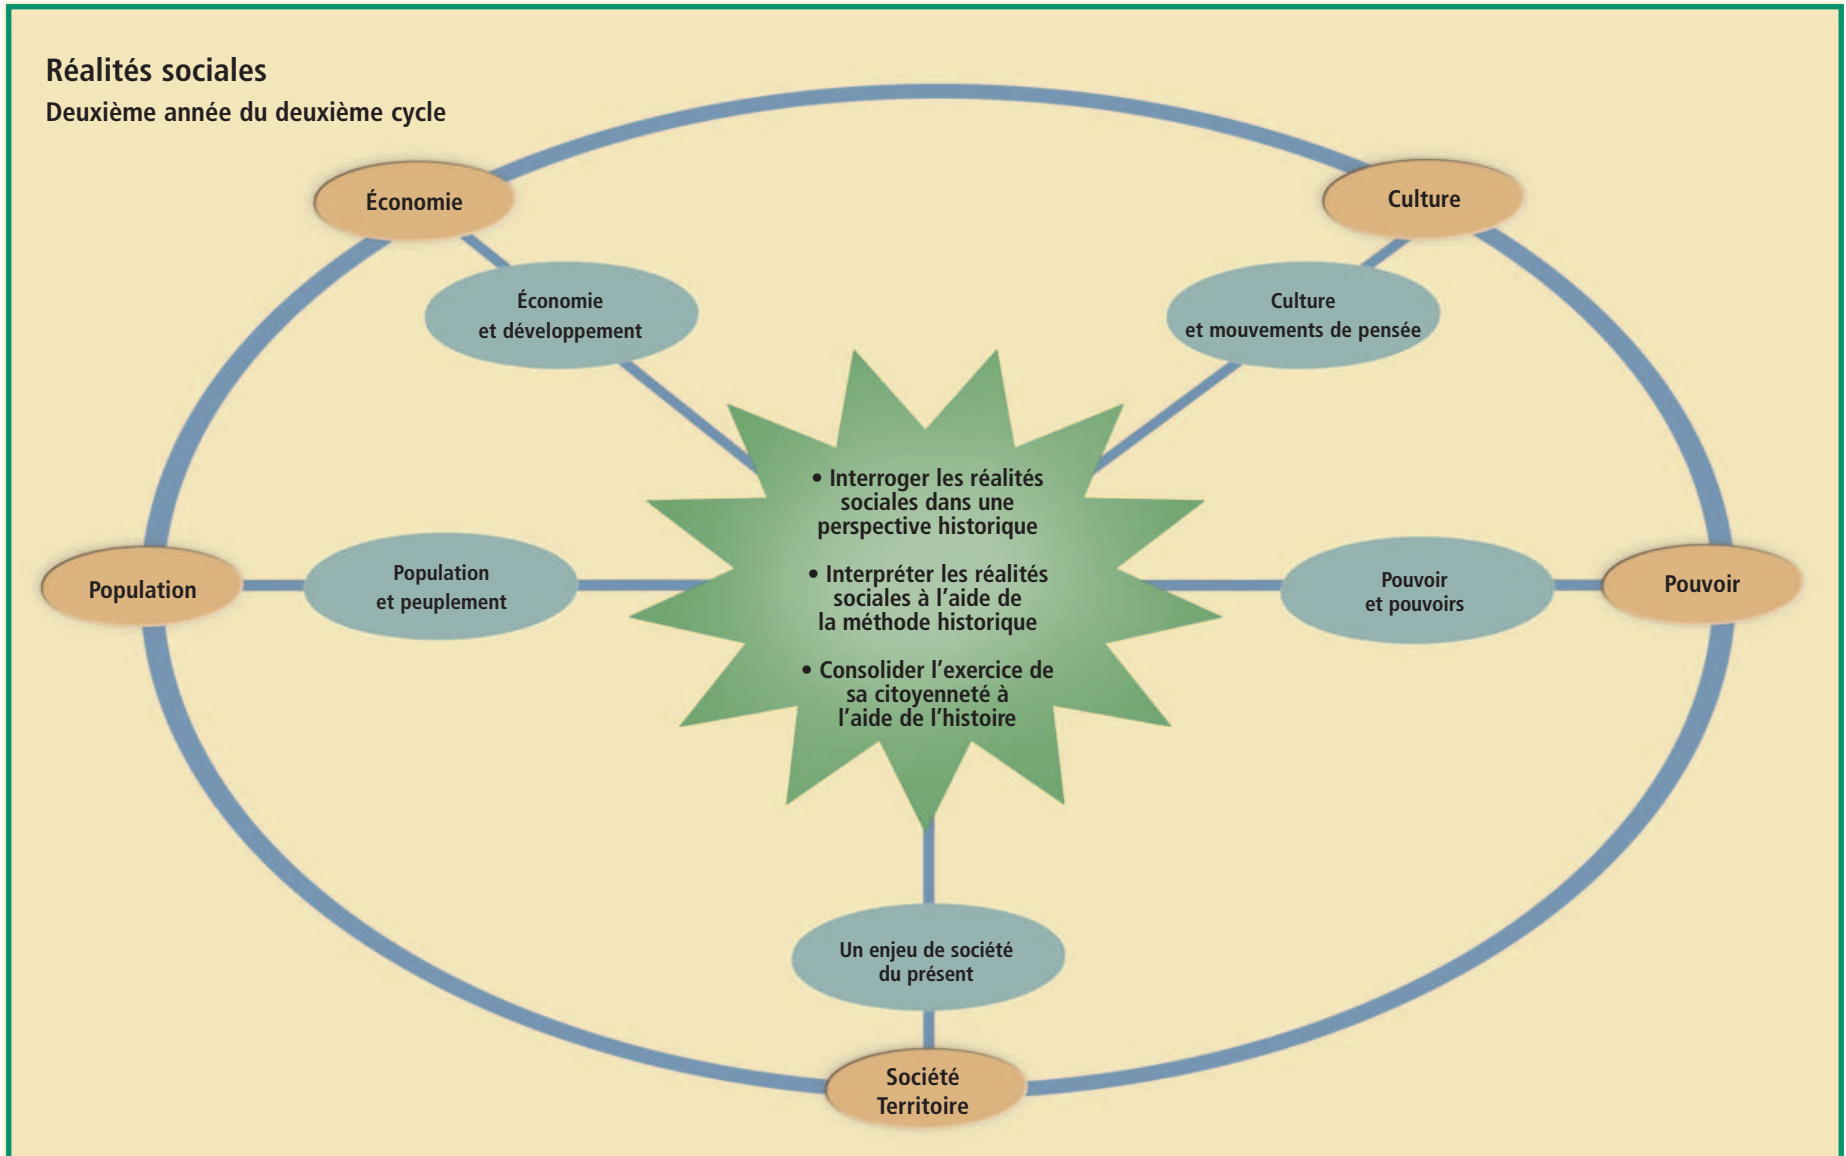 Réalités sociales
Deuxième année du deuxième cycle
Économie
Culture
Économie
et développement
Culture
et mouvements de pensée
• Interroger les réalités
sociales dans une
perspective historique
• Interpréter les réalités
sociales à l'aide de
la méthode historique
• Consolider l'exercice de
sa citoyenneté à
l'aide de l'histoire
Population
Population
et peuplement
Pouvoir
et pouvoirs
Pouvoir
Un enjeu de société
du présent
Société
Territoire